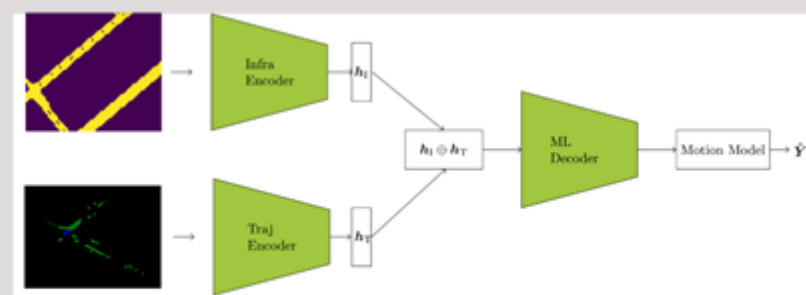 Infra
Encoder
h_I
h_I ⊕ h_T
ML
Decoder
Motion Model
Ŷ
Traj
Encoder
h_T